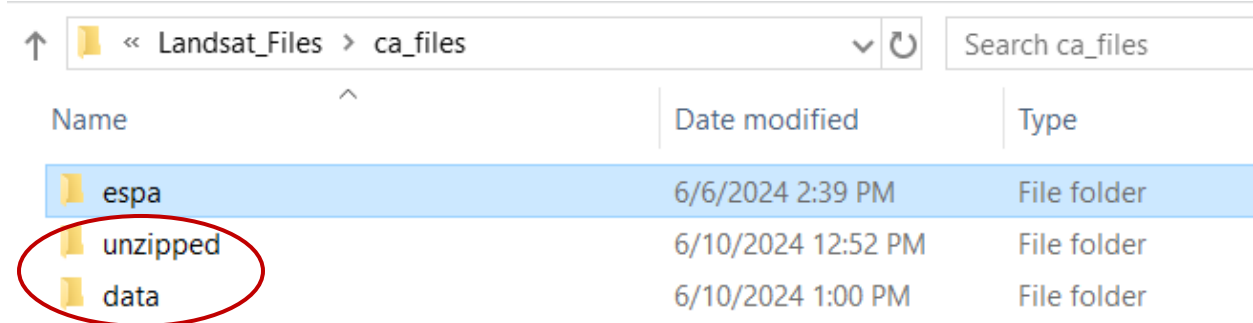 « Landsat_Files > ca_files Search ca_files
Name Date modified Type
espa 6/6/2024 2:39 PM File folder
unzipped 6/10/2024 12:52 PM File folder
data 6/10/2024 1:00 PM File folder